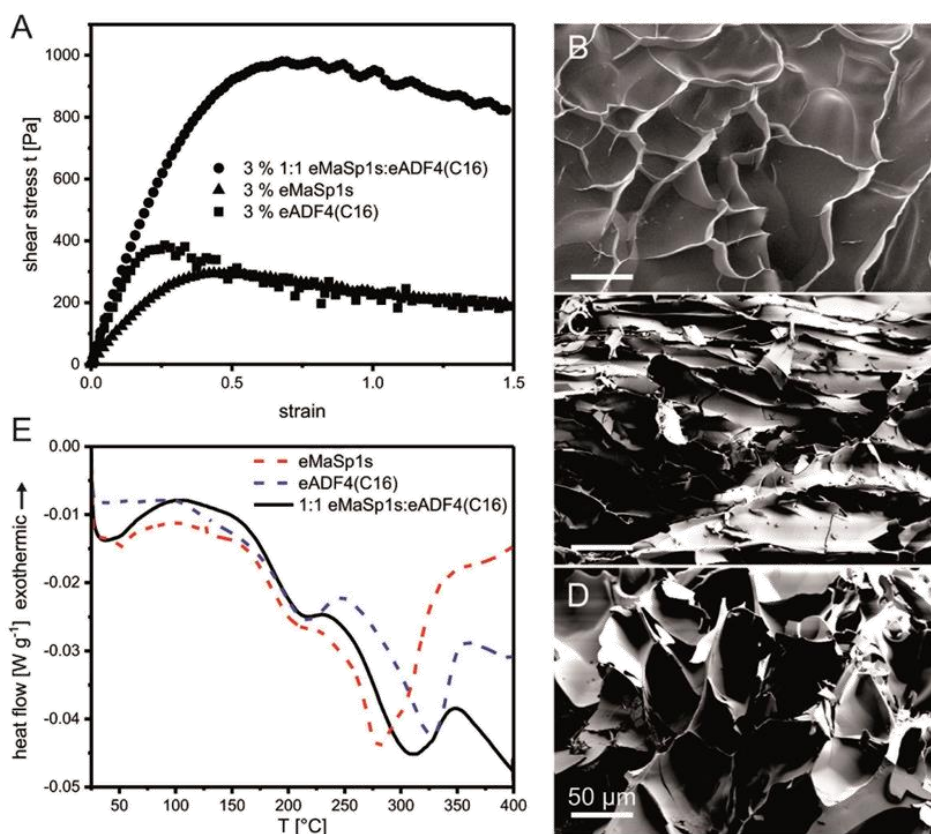 A
shear stress t [Pa]
1000
800
600
400
200
0
3 % 1:1 eMaSp1s:eADF4(C16)
3 % eMaSp1s
3 % eADF4(C16)
0.0 0.5 1.0 1.5
strain
B
C
D
50 µm
E
heat flow [W g⁻¹] exothermic →
0.00
-0.01
-0.02
-0.03
-0.04
-0.05
eMaSp1s
eADF4(C16)
1:1 eMaSp1s:eADF4(C16)
50 100 150 200 250 300 350 400
T [°C]